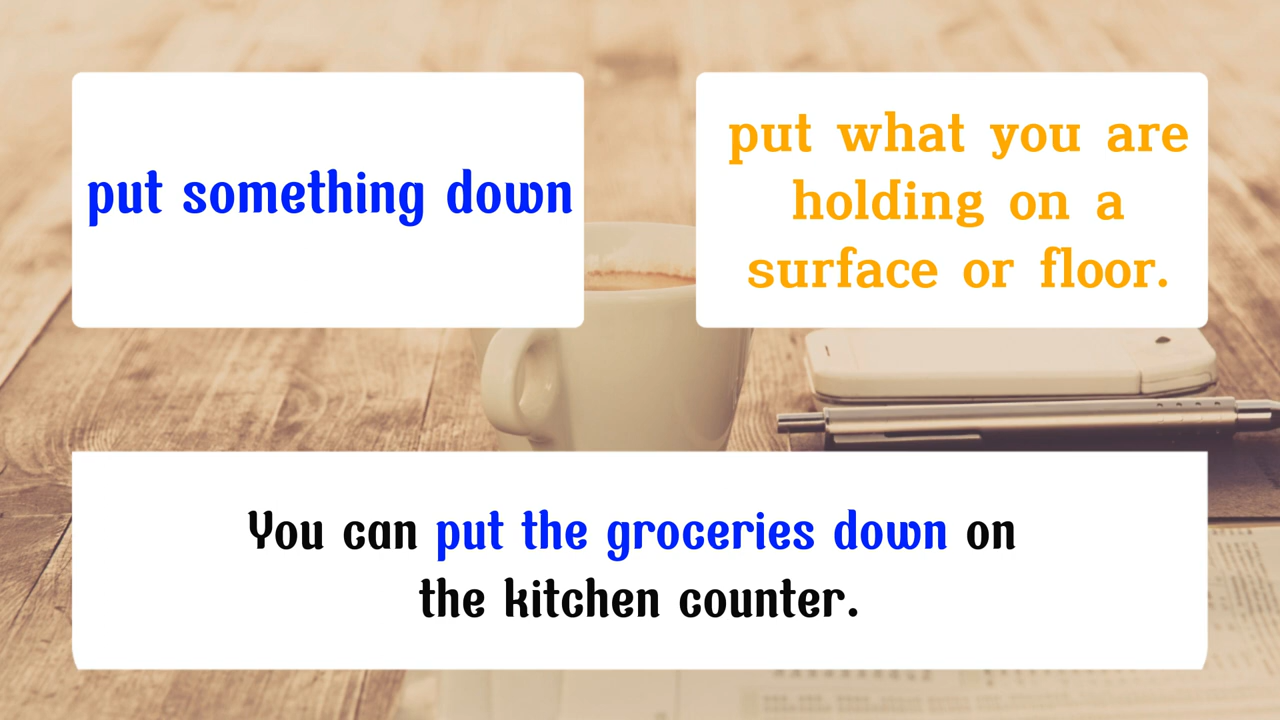 put something down
put what you are
holding on a
surface or floor.
You can put the groceries down on
the kitchen counter.